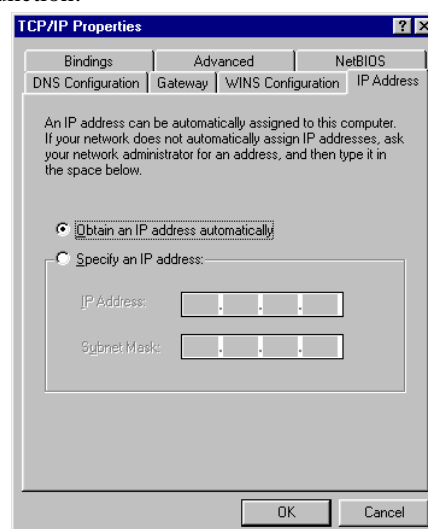 TCP/IP Properties
Bindings Advanced NetBIOS
DNS Configuration Gateway WINS Configuration IP Address
An IP address can be automatically assigned to this computer.
If your network does not automatically assign IP addresses, ask
your network administrator for an address, and then type it in
the space below.
Obtain an IP address automatically
Specify an IP address:
IP Address:
Subnet Mask:
OK Cancel